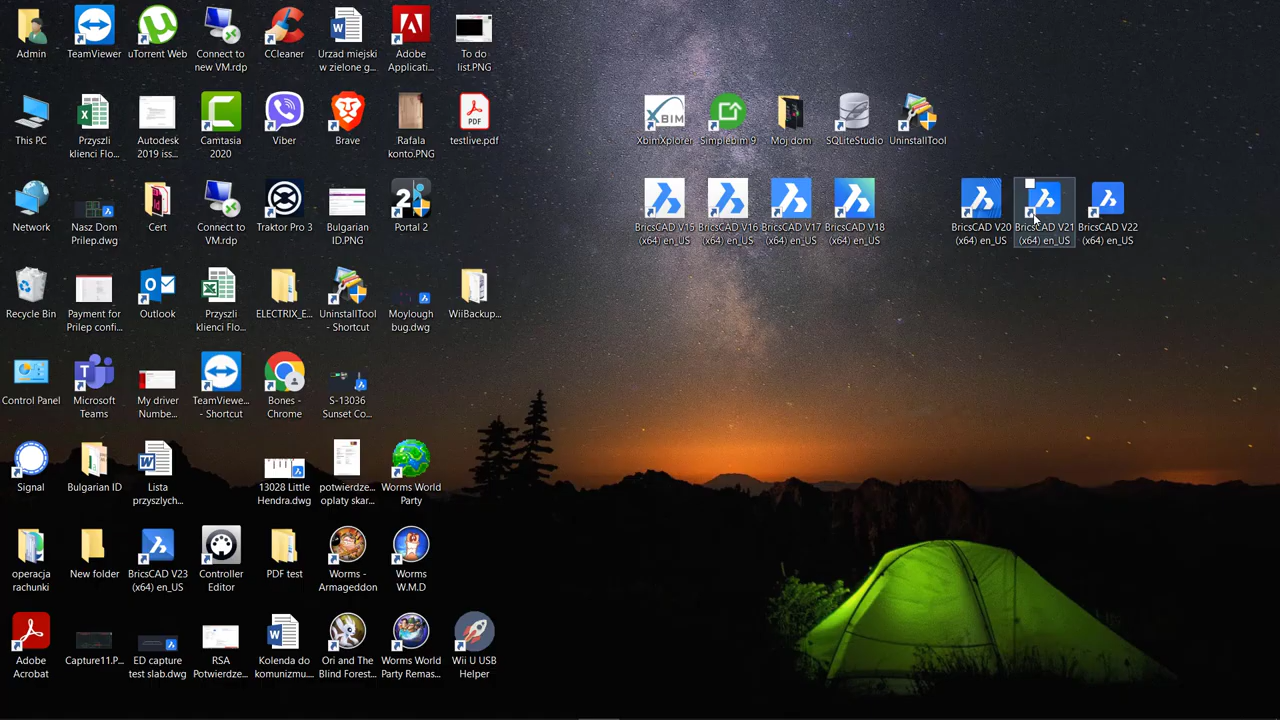 Admin
TeamViewer
uTorrent Web
Connect to
new VM.rdp
CCleaner
Urzad miejski
w zielone g...
Adobe
Applicati...
To do
list.PNG
This PC
Przyszli
klienci Flo...
Autodesk
2019 iss...
Camtasia
2020
Viber
Brave
Rafala
konto.PNG
PDF
testlive.pdf
XBIM
XbimXplorer
Simplebim 9
Moj dom
SQLiteStudio
UninstallTool
Network
Nasz Dom
Prilep.dwg
Cert
Connect to
VM.rdp
Traktor Pro 3
Bulgarian
ID.PNG
2
Portal 2
BricsCAD V15
(x64) en_US
BricsCAD V16
(x64) en_US
BricsCAD V17
(x64) en_US
BricsCAD V18
(x64) en_US
BricsCAD V20
(x64) en_US
BricsCAD V21
(x64) en_US
BricsCAD V22
(x64) en_US
Recycle Bin
Payment for
Prilep confi...
Outlook
Przyszli
klienci Flo...
ELECTRIX_E...
UninstallTool
- Shortcut
Moylough
bug.dwg
WiiBackup...
Control Panel
Microsoft
Teams
My driver
Numbe...
TeamViewe...
- Shortcut
Bones -
Chrome
S-13036
Sunset Co...
Signal
Bulgarian ID
Lista
przyszlych...
13028 Little
Hendra.dwg
potwierdze...
oplaty skar...
Worms World
Party
operacja
rachunki
New folder
BricsCAD V23
(x64) en_US
Controller
Editor
PDF test
Worms -
Armageddon
Worms
W.M.D
Adobe
Acrobat
Capture11.P...
ED capture
test slab.dwg
RSA
Potwierdze...
Kolenda do
komunizmu...
Ori and The
Blind Forest...
Worms World
Party Remas...
Wii U USB
Helper